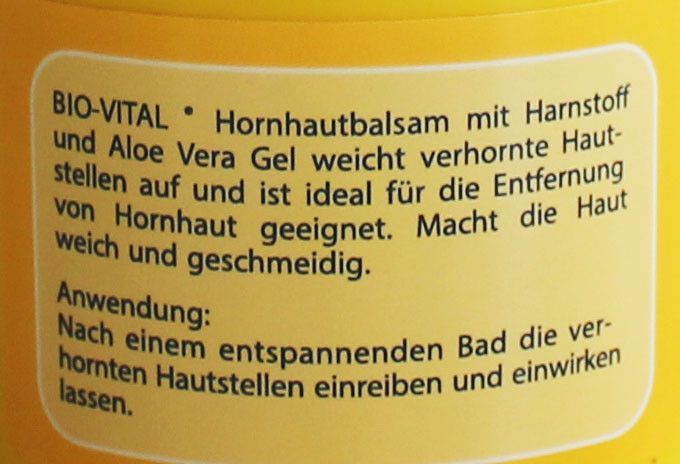 BIO-VITAL ® Hornhautbalsam mit Harnstoff
und Aloe Vera Gel weicht verhornte Haut-
stellen auf und ist ideal für die Entfernung
von Hornhaut geeignet. Macht die Haut
weich und geschmeidig.
Anwendung:
Nach einem entspannenden Bad die ver-
hornten Hautstellen einreiben und einwirken
lassen.